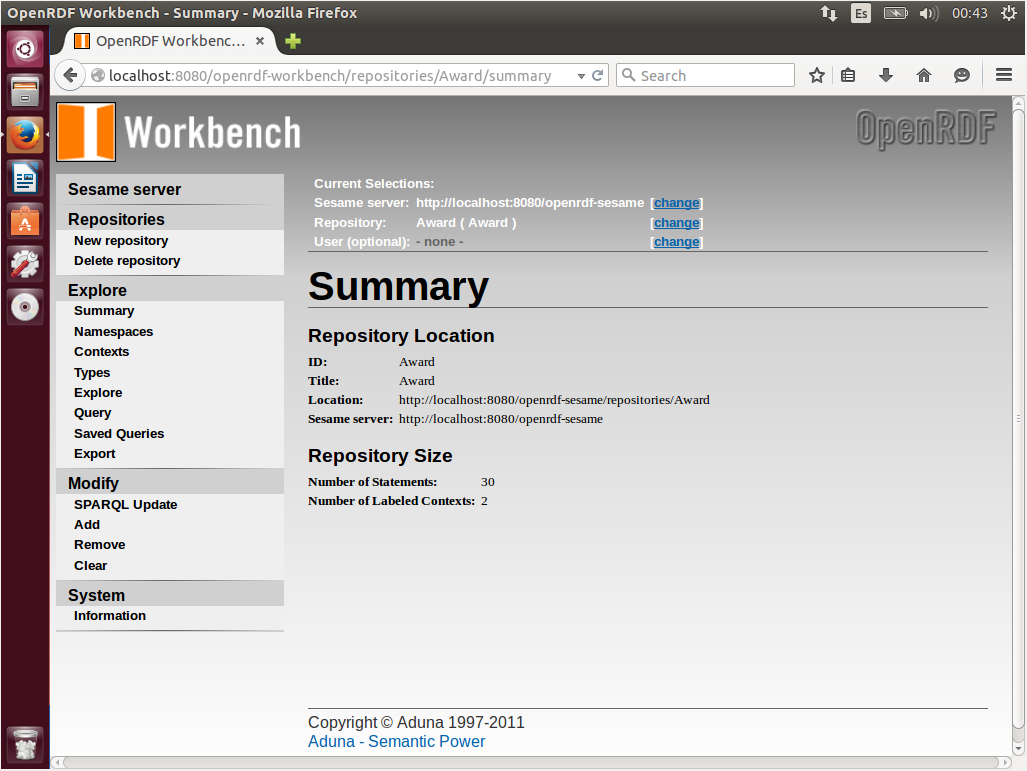 OpenRDF Workbench - Summary - Mozilla Firefox
Es
00:43
OpenRDF Workbenc...
localhost:8080/openrdf-workbench/repositories/Award/summary
Search
Workbench
OpenRDF
Sesame server
Repositories
New repository
Delete repository
Explore
Summary
Namespaces
Contexts
Types
Explore
Query
Saved Queries
Export
Modify
SPARQL Update
Add
Remove
Clear
System
Information
Current Selections:
Sesame server: http://localhost:8080/openrdf-sesame [change]
Repository: Award ( Award ) [change]
User (optional): - none - [change]
Summary
Repository Location
ID: Award
Title: Award
Location: http://localhost:8080/openrdf-sesame/repositories/Award
Sesame server: http://localhost:8080/openrdf-sesame
Repository Size
Number of Statements: 30
Number of Labeled Contexts: 2
Copyright © Aduna 1997-2011
Aduna - Semantic Power